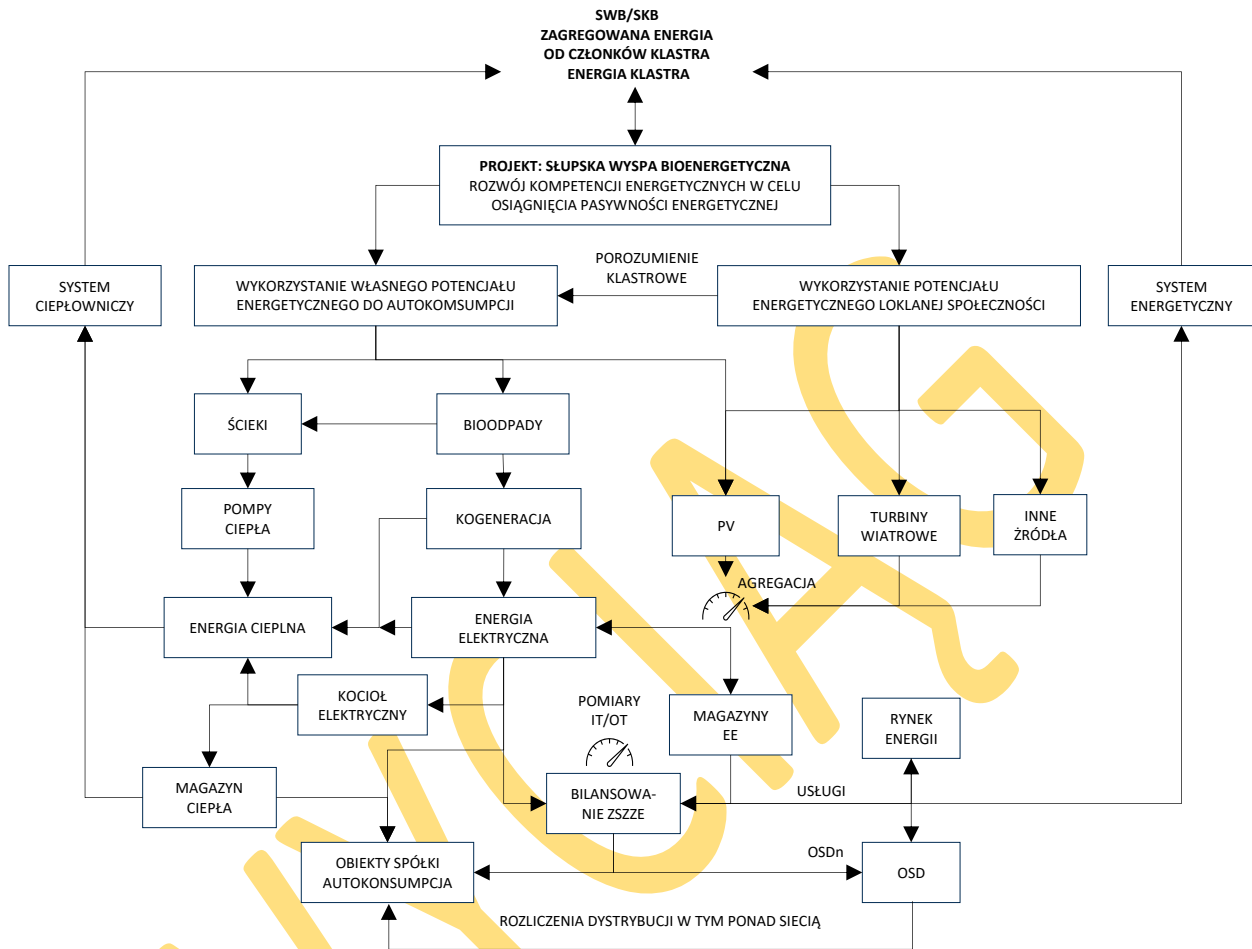 SWB/SKB
ZAGREGOWANA ENERGIA
OD CZŁONKÓW KLASTRA
ENERGIA KLASTRA
PROJEKT: SŁUPSKA WYSPA BIOENERGETYCZNA
ROZWÓJ KOMPETENCJI ENERGETYCZNYCH W CELU
OSIĄGNIĘCIA PASYWNOŚCI ENERGETYCZNEJ
SYSTEM
CIEPŁOWNICZY
WYKORZYSTANIE WŁASNEGO POTENCJAŁU
ENERGETYCZNEGO DO AUTOKOMSUMPCJI
POROZUMIENIE
KLASTROWE
WYKORZYSTANIE POTENCJAŁU
ENERGETYCZNEGO LOKLANEJ SPOŁECZNOŚCI
SYSTEM
ENERGETYCZNY
ŚCIEKI
BIOODPADY
POMPY
CIEPŁA
KOGENERACJA
PV
TURBINY
WIATROWE
INNE
ŹRÓDŁA
AGREGACJA
ENERGIA CIEPLNA
ENERGIA
ELEKTRYCZNA
KOCIOŁ
ELEKTRYCZNY
POMIARY
IT/OT
MAGAZYNY
EE
RYNEK
ENERGII
MAGAZYN
CIEPŁA
BILANSOWA-
NIE ZSZZE
USŁUGI
OBIEKTY SPÓŁKI
AUTOKONSUMPCJA
OSDn
OSD
ROZLICZENIA DYSTRYBUCJI W TYM PONAD SIECIĄ